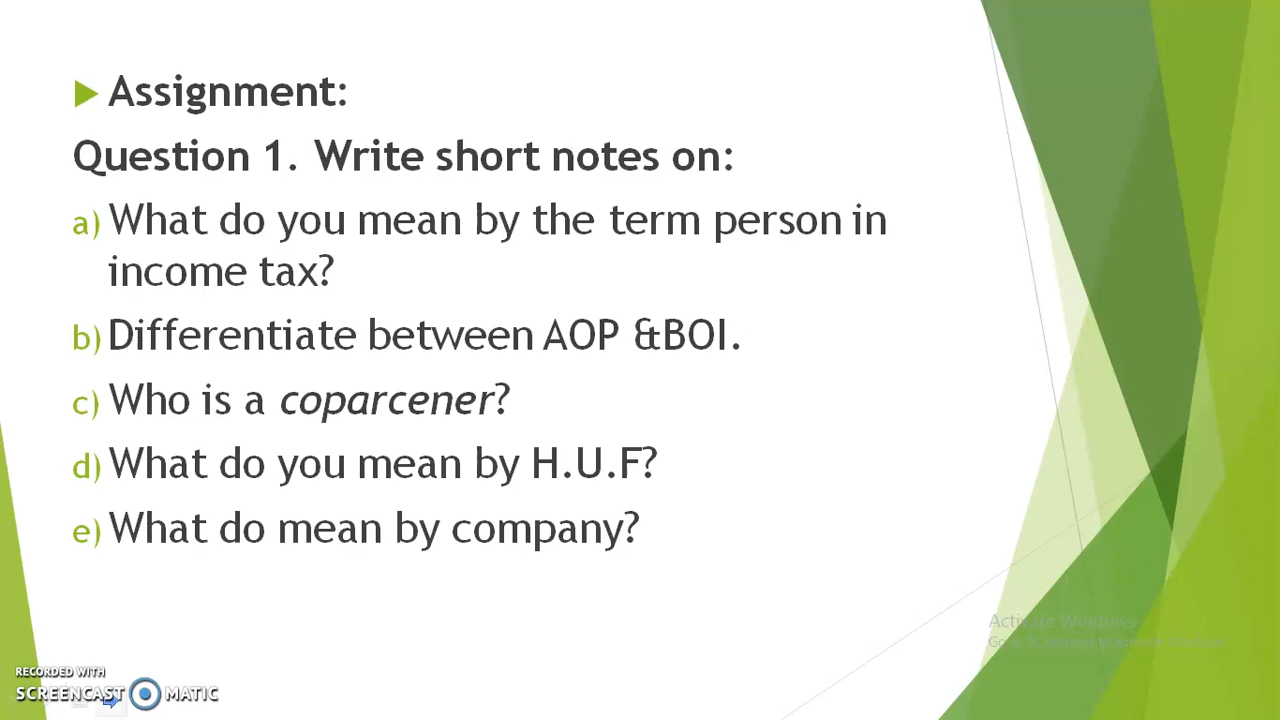 Assignment:
Question 1. Write short notes on:
a) What do you mean by the term person in
income tax?
b) Differentiate between AOP &BOI.
c) Who is a coparcener?
d) What do you mean by H.U.F?
e) What do mean by company?
Activate Windows
RECORDED WITH
SCREENCAST MATIC